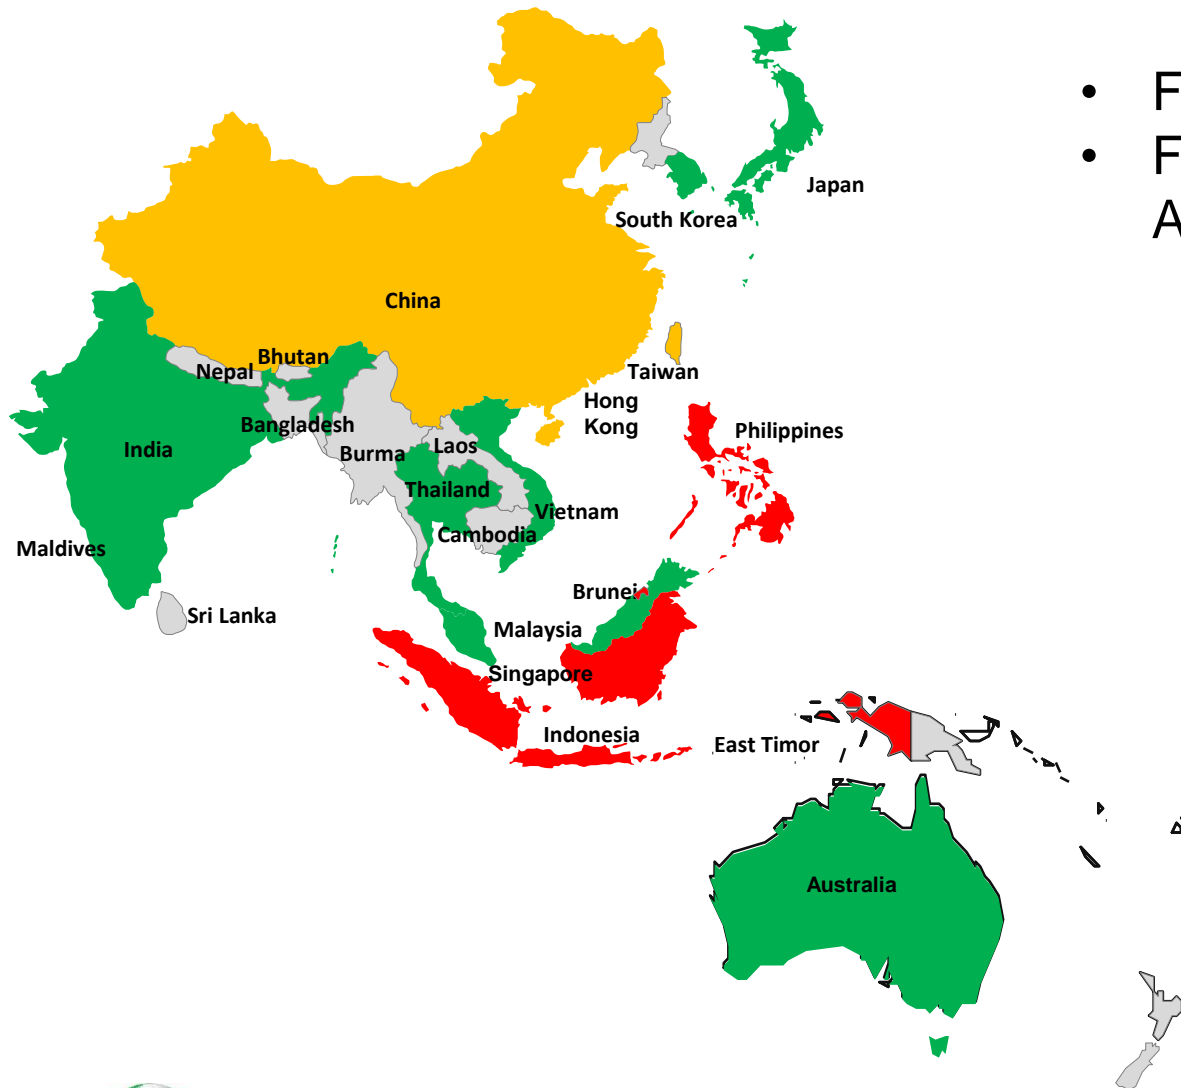 • F
• F
A
Japan
South Korea
China
Bhutan
Nepal
Taiwan
Hong
Kong
Bangladesh
Philippines
India
Burma
Laos
Thailand
Vietnam
Cambodia
Maldives
Brunei
Sri Lanka
Malaysia
Singapore
Indonesia
East Timor
Australia